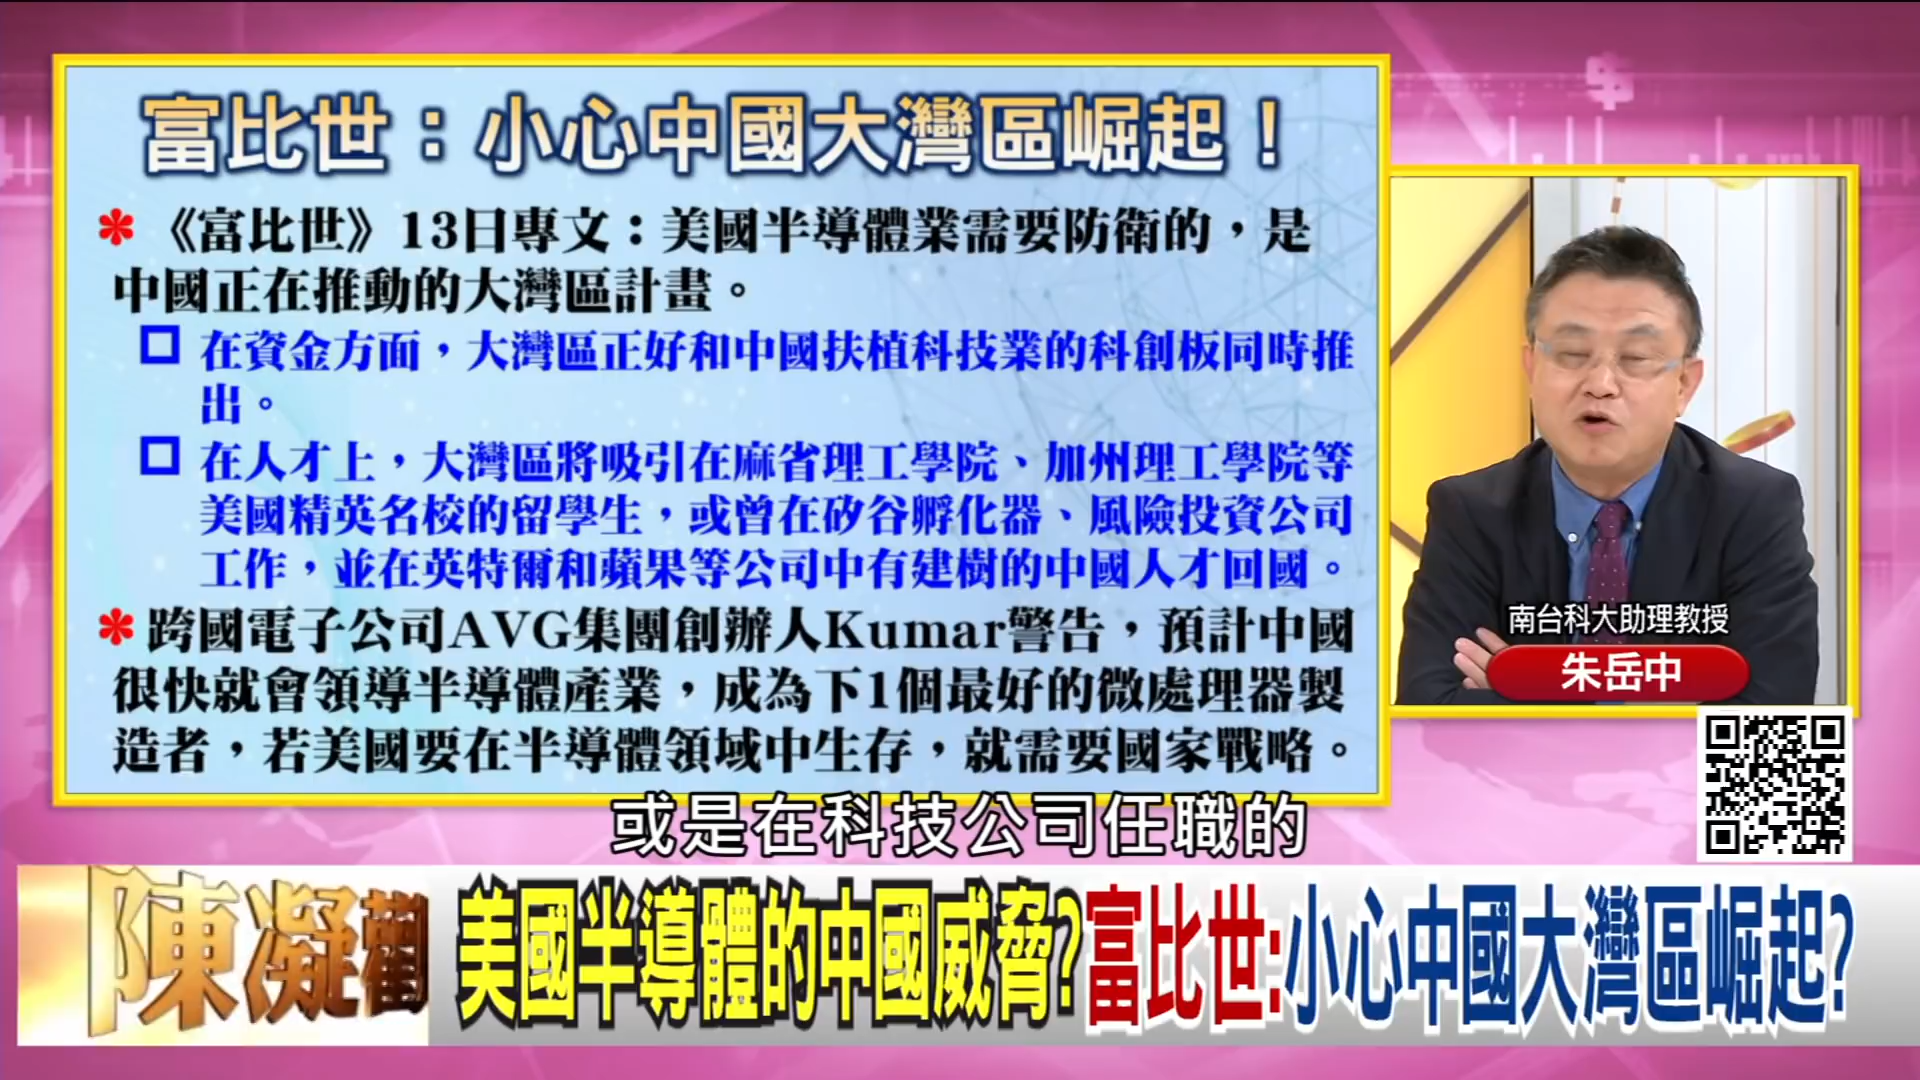 富比世：小心中國大灣區崛起！
＊《富比世》13日專文：美國半導體業需要防衛的，是
中國正在推動的大灣區計畫。
□ 在資金方面，大灣區正好和中國扶植科技業的科創板同時推
出。
□ 在人才上，大灣區將吸引在麻省理工學院、加州理工學院等
美國精英名校的留學生，或曾在矽谷孵化器、風險投資公司
工作，並在英特爾和蘋果等公司中有建樹的中國人才回國。
＊跨國電子公司AVG集團創辦人Kumar警告，預計中國
很快就會領導半導體產業，成為下1個最好的微處理器製
造者，若美國要在半導體領域中生存，就需要國家戰略。
南台科大助理教授
朱岳中
或是在科技公司任職的
陳凝觀
美國半導體的中國威脅?富比世:小心中國大灣區崛起?